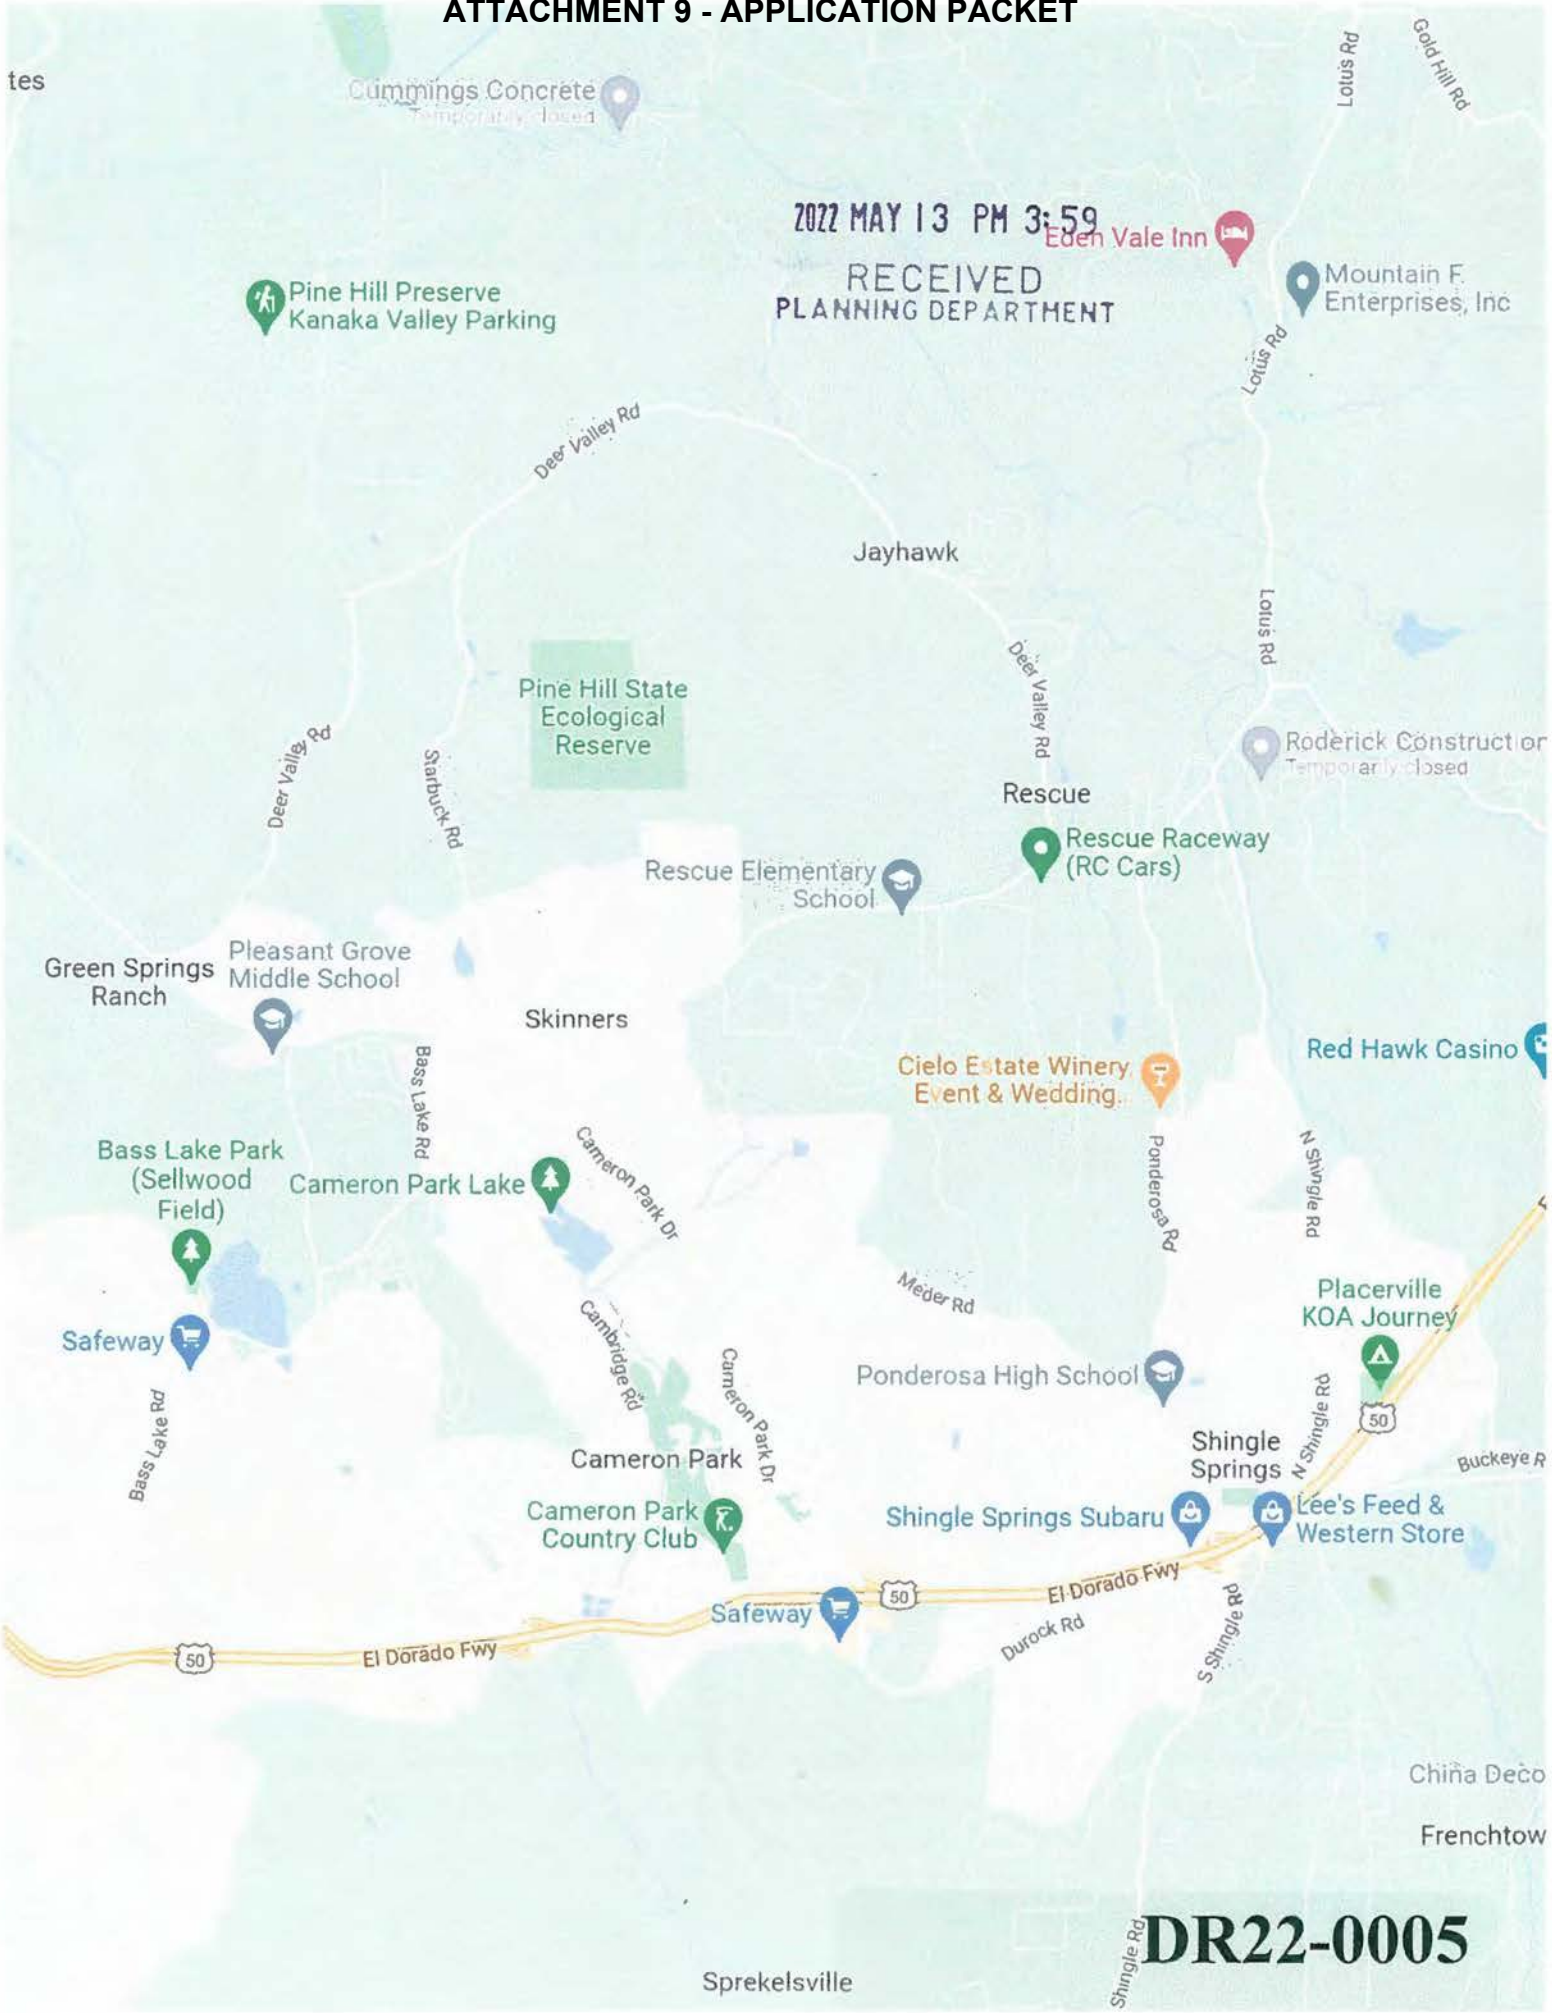 ATTACHMENT 9 - APPLICATION PACKET
tes
Cummings Concrete
Temporarily closed
Lotus Rd
Gold Hill Rd
2022 MAY 13 PM 3:59
RECEIVED
PLANNING DEPARTMENT
Eden Vale Inn
Mountain F.
Enterprises, Inc
Pine Hill Preserve
Kanaka Valley Parking
Lotus Rd
Deer Valley Rd
Jayhawk
Lotus Rd
Deer Valley Rd
Pine Hill State
Ecological
Reserve
Deer Valley Rd
Starbuck Rd
Roderick Construction
Temporarily closed
Rescue
Rescue Raceway
(RC Cars)
Rescue Elementary
School
Green Springs
Ranch
Pleasant Grove
Middle School
Skinners
Bass Lake Rd
Red Hawk Casino
Cielo Estate Winery,
Event & Wedding...
Bass Lake Park
(Sellwood
Field)
Cameron Park Lake
Cameron Park Dr
Ponderosa Rd
N Shingle Rd
Meder Rd
Placerville
KOA Journey
Safeway
Cambridge Rd
Cameron Park Dr
Ponderosa High School
Bass Lake Rd
N Shingle Rd
50
Shingle
Springs
Buckeye R
Cameron Park
Cameron Park
Country Club
Shingle Springs Subaru
Lee's Feed &
Western Store
El Dorado Fwy
50
Safeway
Durock Rd
S Shingle Rd
50
El Dorado Fwy
China Deco
Frenchtow
DR22-0005
Shingle Rd
Sprekelsville